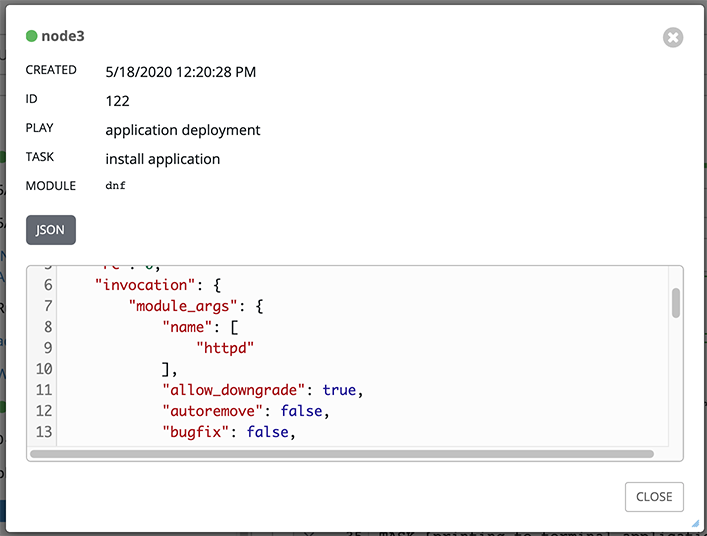 node3
CREATED 5/18/2020 12:20:28 PM
ID 122
PLAY application deployment
TASK install application
MODULE dnf
JSON
5 "rc": 0,
6 "invocation": {
7 "module_args": {
8 "name": [
9 "httpd"
10 ],
11 "allow_downgrade": true,
12 "autoremove": false,
13 "bugfix": false,
CLOSE